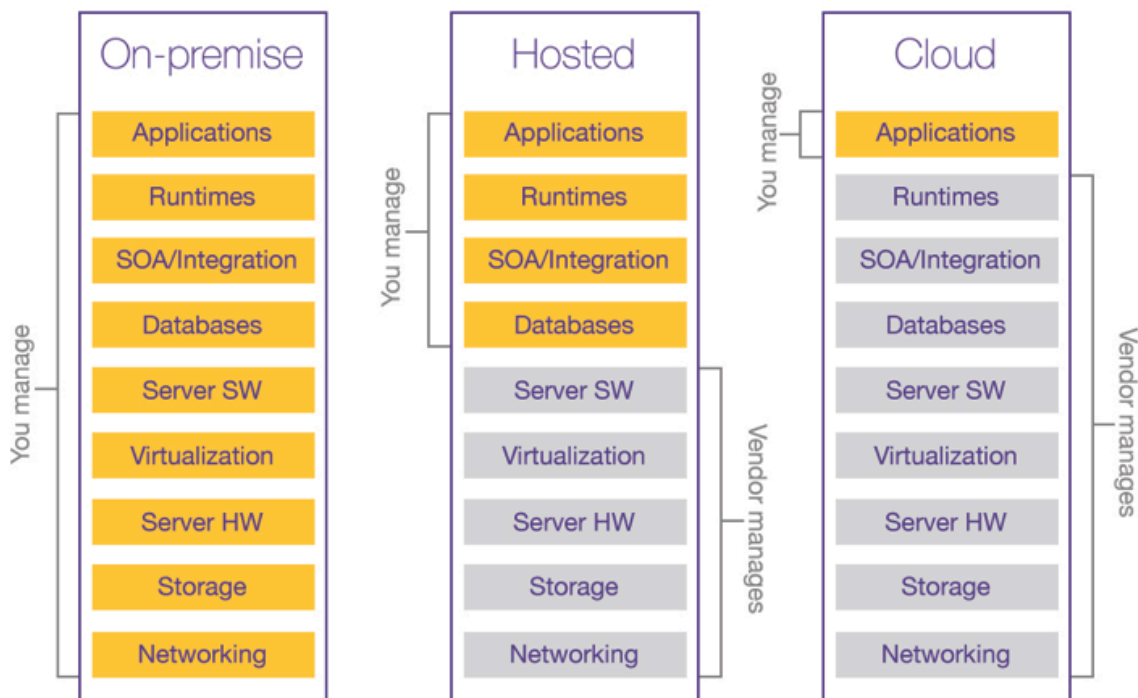 On-premise
You manage
Applications
Runtimes
SOA/Integration
Databases
Server SW
Virtualization
Server HW
Storage
Networking
Hosted
You manage
Applications
Runtimes
SOA/Integration
Databases
Server SW
Virtualization
Server HW
Storage
Networking
Vendor manages
Cloud
You manage
Applications
Runtimes
SOA/Integration
Databases
Server SW
Virtualization
Server HW
Storage
Networking
Vendor manages